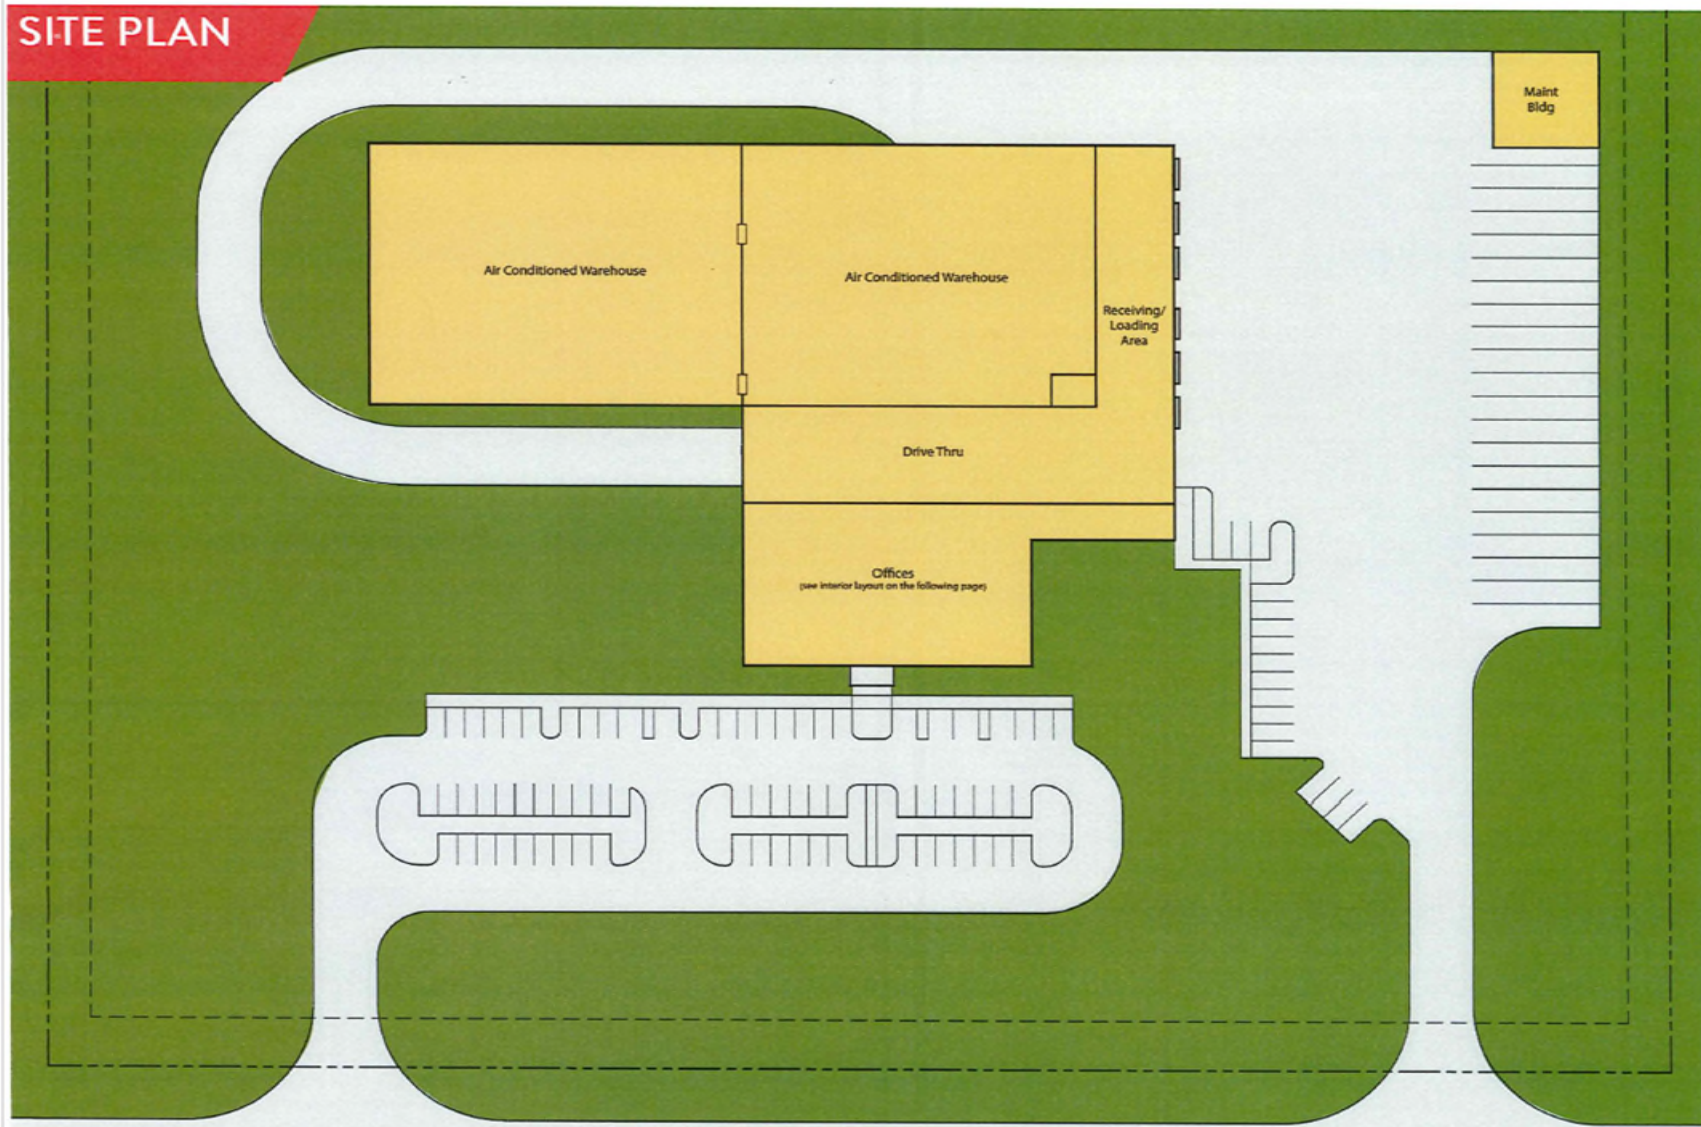 SITE PLAN
Maint
Bldg
Air Conditioned Warehouse
Air Conditioned Warehouse
Receiving/
Loading
Area
Drive Thru
Offices
(see interior layout on the following page)